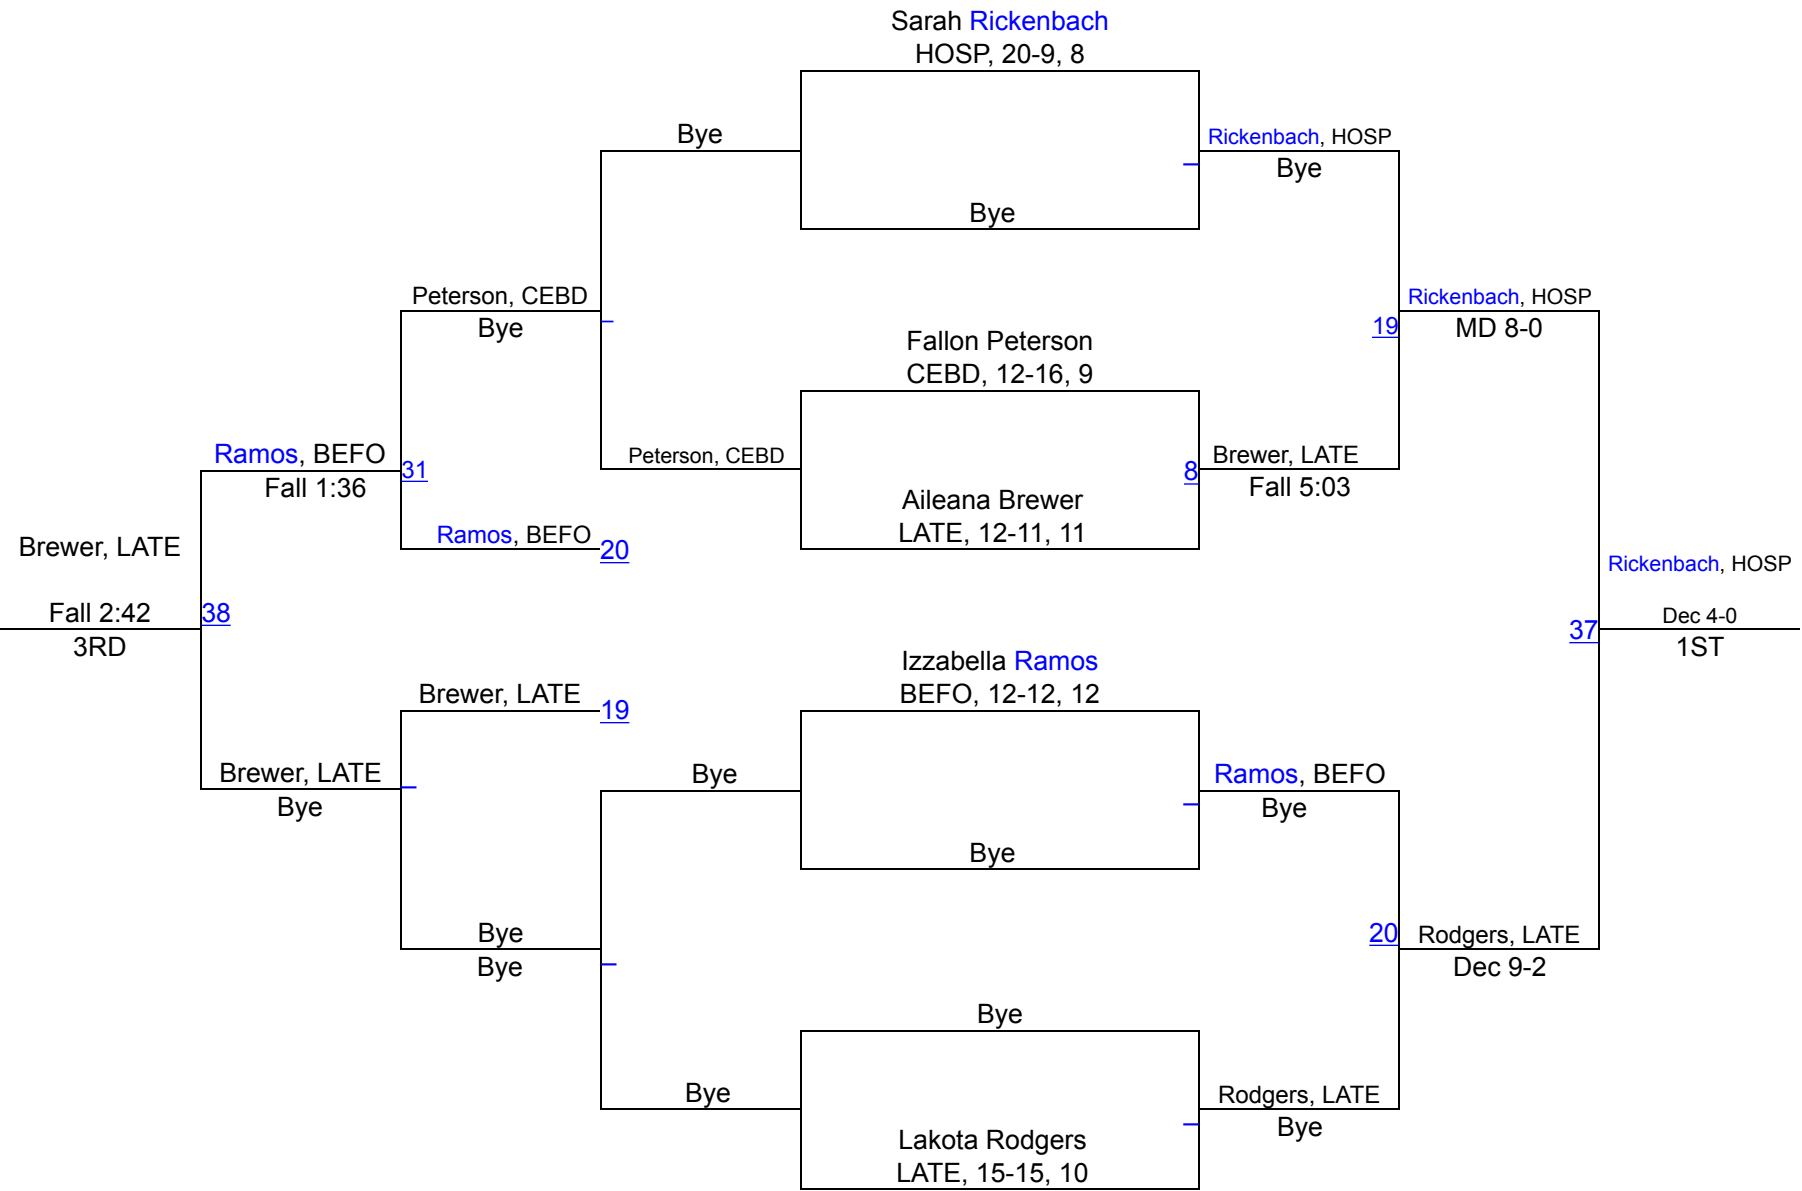 Sarah Rickenbach
HOSP, 20-9, 8
Bye
Rickenbach, HOSP
Bye
Bye
Peterson, CEBD
Bye
Rickenbach, HOSP
19
MD 8-0
Fallon Peterson
CEBD, 12-16, 9
Ramos, BEFO
31
Fall 1:36
Peterson, CEBD
8
Brewer, LATE
Fall 5:03
Aileana Brewer
LATE, 12-11, 11
Ramos, BEFO
20
Brewer, LATE
Fall 2:42
38
3RD
Rickenbach, HOSP
37
Dec 4-0
1ST
Izzabella Ramos
BEFO, 12-12, 12
Brewer, LATE
19
Brewer, LATE
Bye
Bye
Ramos, BEFO
Bye
Bye
Bye
Bye
20
Rodgers, LATE
Dec 9-2
Bye
Bye
Rodgers, LATE
Bye
Lakota Rodgers
LATE, 15-15, 10